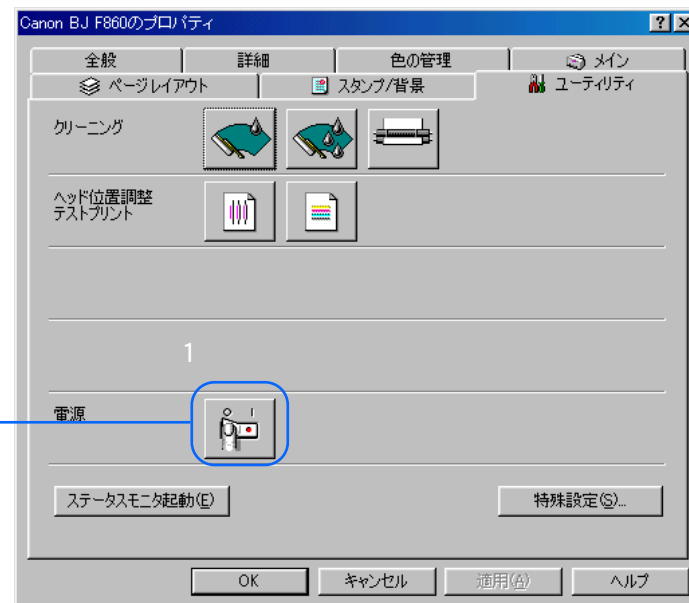 Canon BJ F860のプロパティ
全般 詳細 色の管理 メイン
ページレイアウト スタンプ/背景 ユーティリティ
クリーニング
ヘッド位置調整
テストプリント
1
電源
ステータスモニタ起動(E) 特殊設定(S)...
OK キャンセル 適用(A) ヘルプ